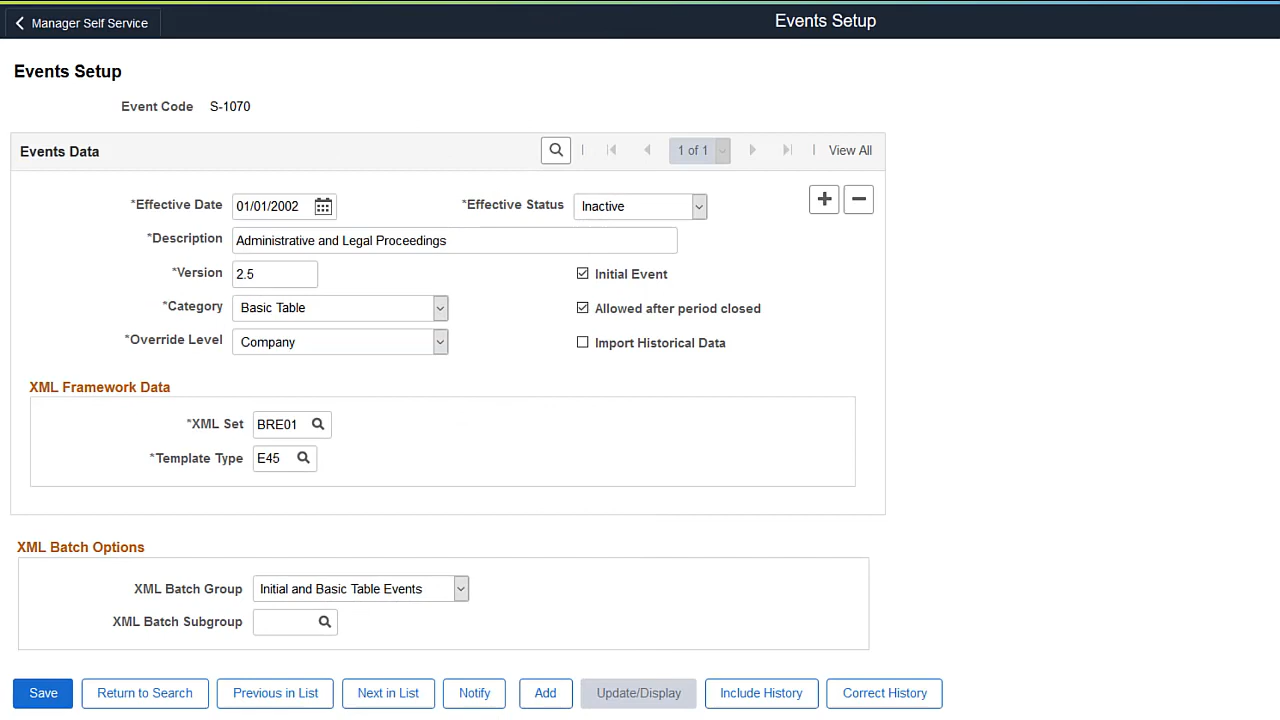 Manager Self Service
Events Setup
Events Setup
Event Code S-1070
Events Data 1 of 1 View All
*Effective Date 01/01/2002 *Effective Status Inactive
*Description Administrative and Legal Proceedings
*Version 2.5 Initial Event
*Category Basic Table Allowed after period closed
*Override Level Company Import Historical Data
XML Framework Data
*XML Set BRE01
*Template Type E45
XML Batch Options
XML Batch Group Initial and Basic Table Events
XML Batch Subgroup
Save Return to Search Previous in List Next in List Notify Add Update/Display Include History Correct History